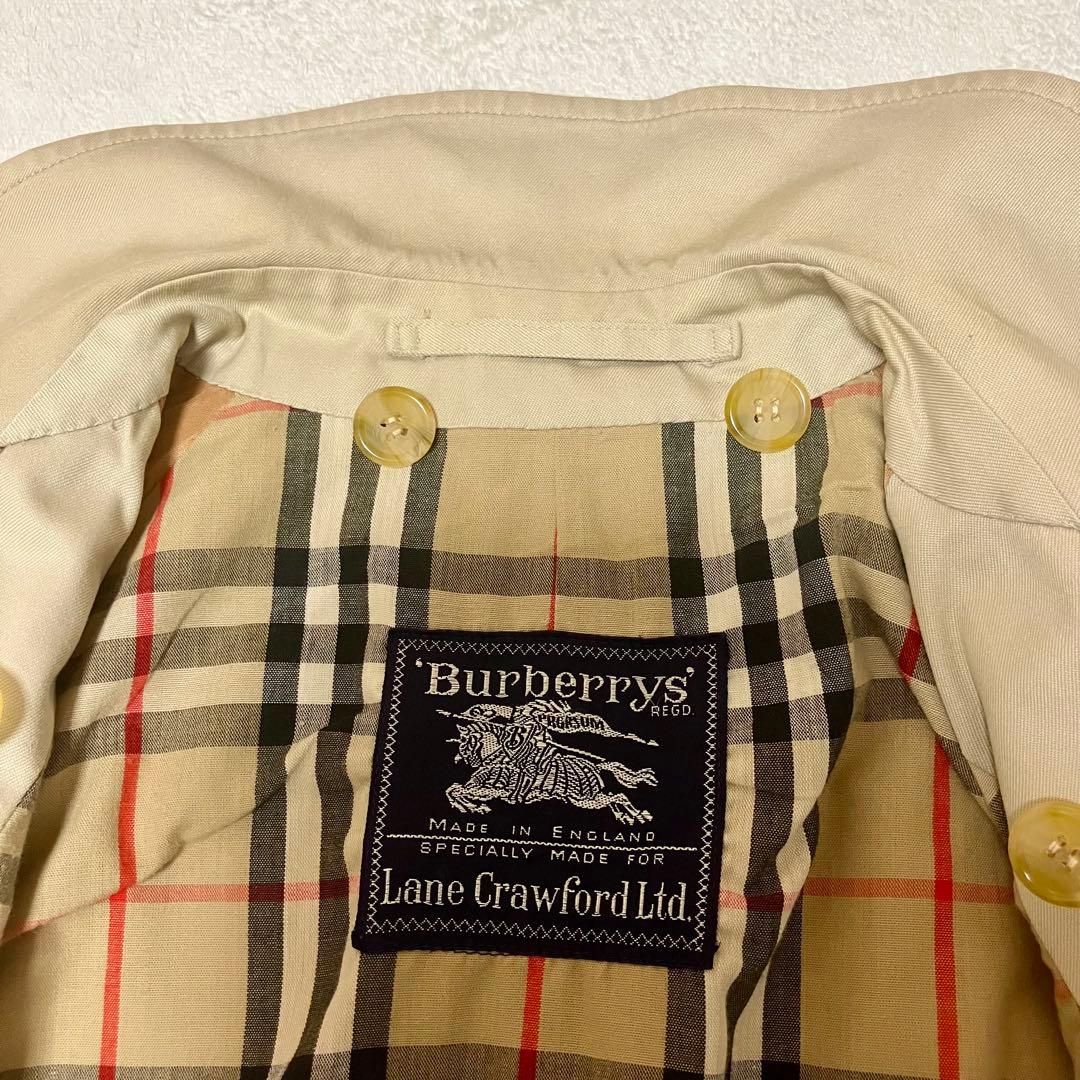 'Burberrys'
REGD.
PRORSUM
MADE IN ENGLAND
SPECIALLY MADE FOR
Lane Crawford Ltd.